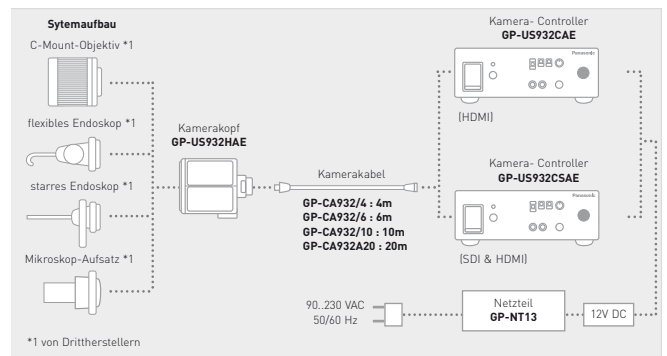 Sytemaufbau
C-Mount-Objektiv *1
flexibles Endoskop *1
starres Endoskop *1
Mikroskop-Aufsatz *1
*1 von Drittherstellern
Kamerakopf
GP-US932HAE
Kamerakabel
GP-CA932/4 : 4m
GP-CA932/6 : 6m
GP-CA932/10 : 10m
GP-CA932A20 : 20m
Kamera- Controller
GP-US932CAE
Panasonic
(HDMI)
Kamera- Controller
GP-US932CSAE
Panasonic
(SDI & HDMI)
90..230 VAC
50/60 Hz
Netzteil
GP-NT13
12V DC